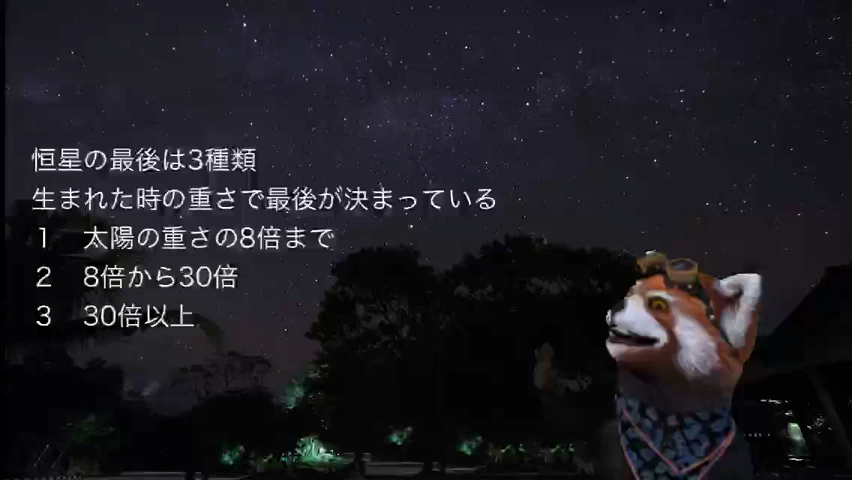 恒星の最後は3種類
生まれた時の重さで最後が決まっている
1　太陽の重さの8倍まで
2　8倍から30倍
3　30倍以上